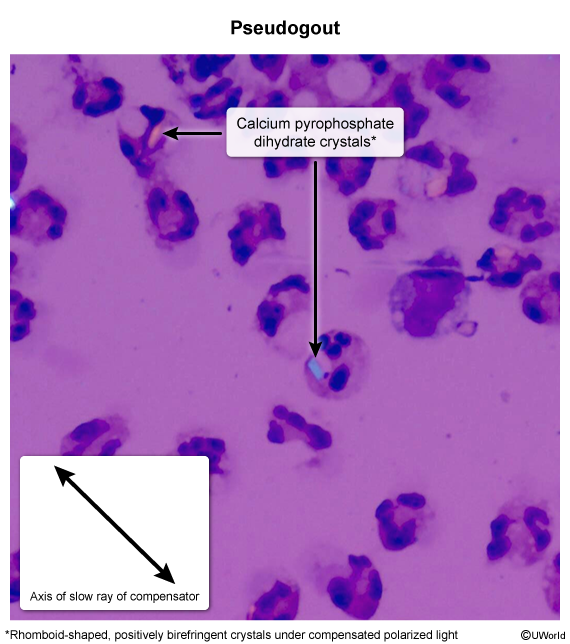 Pseudogout
Calcium pyrophosphate
dihydrate crystals*
Axis of slow ray of compensator
*Rhomboid-shaped, positively birefringent crystals under compensated polarized light ©UWorld